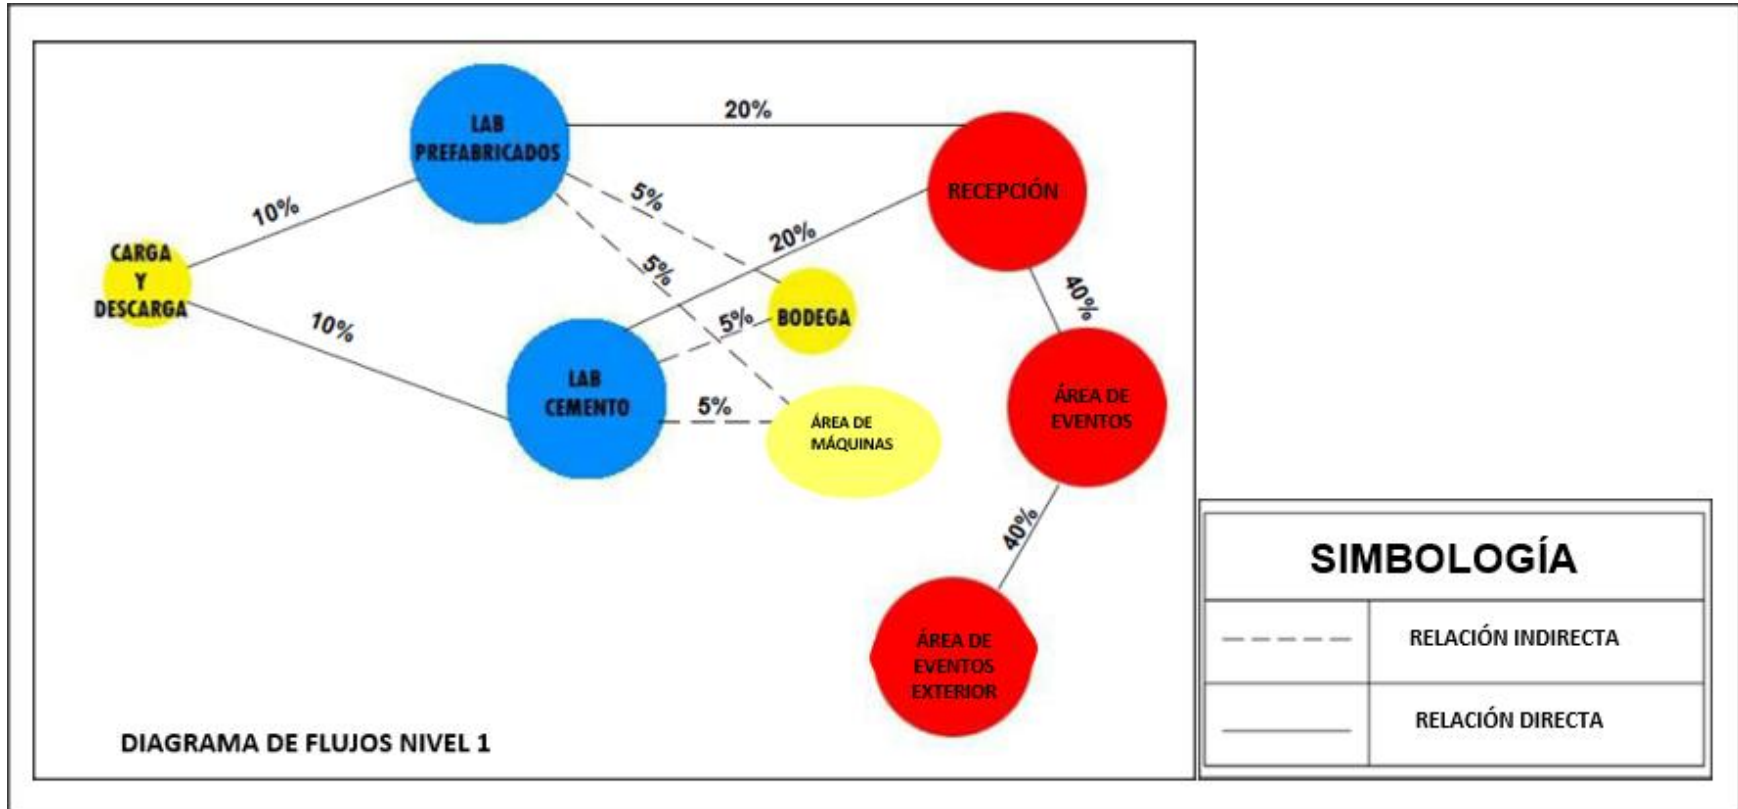 LAB
PREFABRICADOS
20%
RECEPCIÓN
10%
5%
20%
CARGA
Y
DESCARGA
5%
40%
BODEGA
10%
5%
LAB
CEMENTO
5%
ÁREA DE
MÁQUINAS
ÁREA DE
EVENTOS
40%
ÁREA DE
EVENTOS
EXTERIOR
DIAGRAMA DE FLUJOS NIVEL 1
SIMBOLOGÍA
RELACIÓN INDIRECTA
RELACIÓN DIRECTA